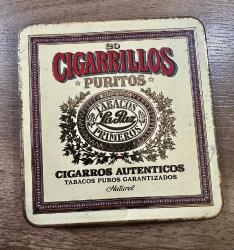 20
CIGARRILLOS
PURITOS
TABACOS
La Paz
PRIMEROS
CIGARROS AUTENTICOS
TABACOS PUROS GARANTIZADOS
Naturel